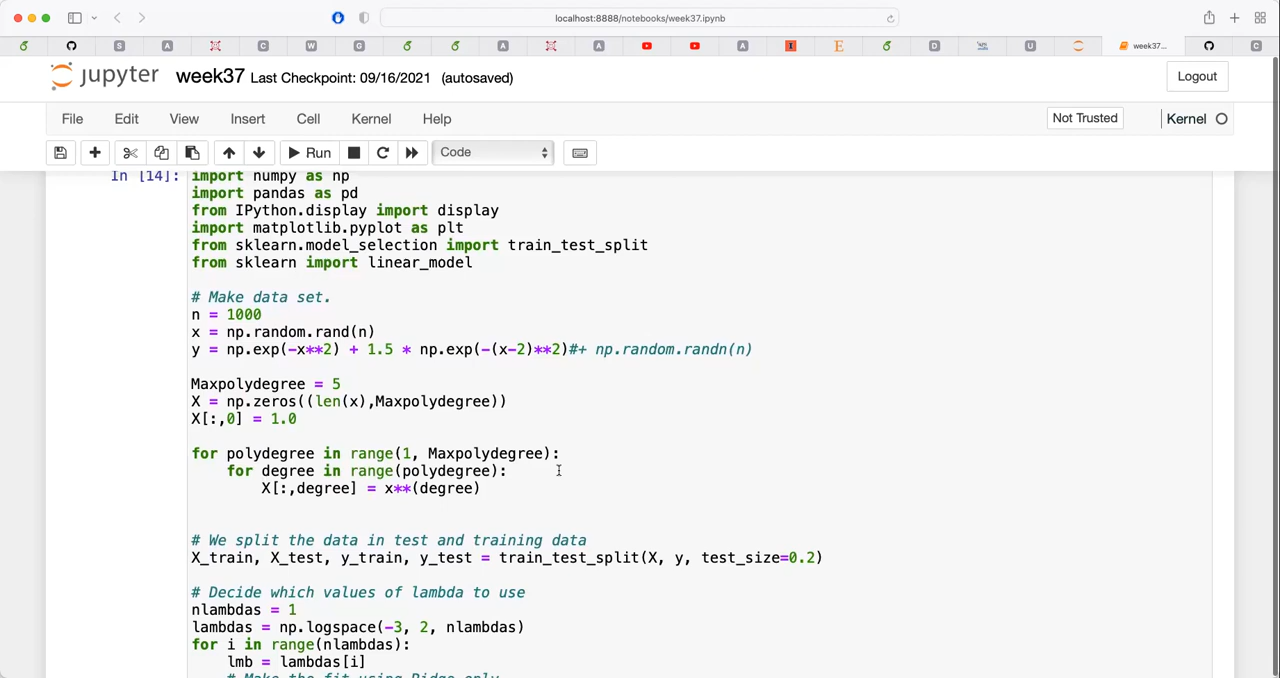 localhost:8888/notebooks/week37.ipynb
week37...
jupyter week37 Last Checkpoint: 09/16/2021 (autosaved)
Logout
File Edit View Insert Cell Kernel Help
Not Trusted
Kernel
Run
Code
In [14]:
import numpy as np
import pandas as pd
from IPython.display import display
import matplotlib.pyplot as plt
from sklearn.model_selection import train_test_split
from sklearn import linear_model
# Make data set.
n = 1000
x = np.random.rand(n)
y = np.exp(-x**2) + 1.5 * np.exp(-(x-2)**2)#+ np.random.randn(n)
Maxpolydegree = 5
X = np.zeros((len(x),Maxpolydegree))
X[:,0] = 1.0
for polydegree in range(1, Maxpolydegree):
for degree in range(polydegree):
X[:,degree] = x**(degree)
# We split the data in test and training data
X_train, X_test, y_train, y_test = train_test_split(X, y, test_size=0.2)
# Decide which values of lambda to use
nlambdas = 1
lambdas = np.logspace(-3, 2, nlambdas)
for i in range(nlambdas):
lmb = lambdas[i]
# Make the fit using Ridge only